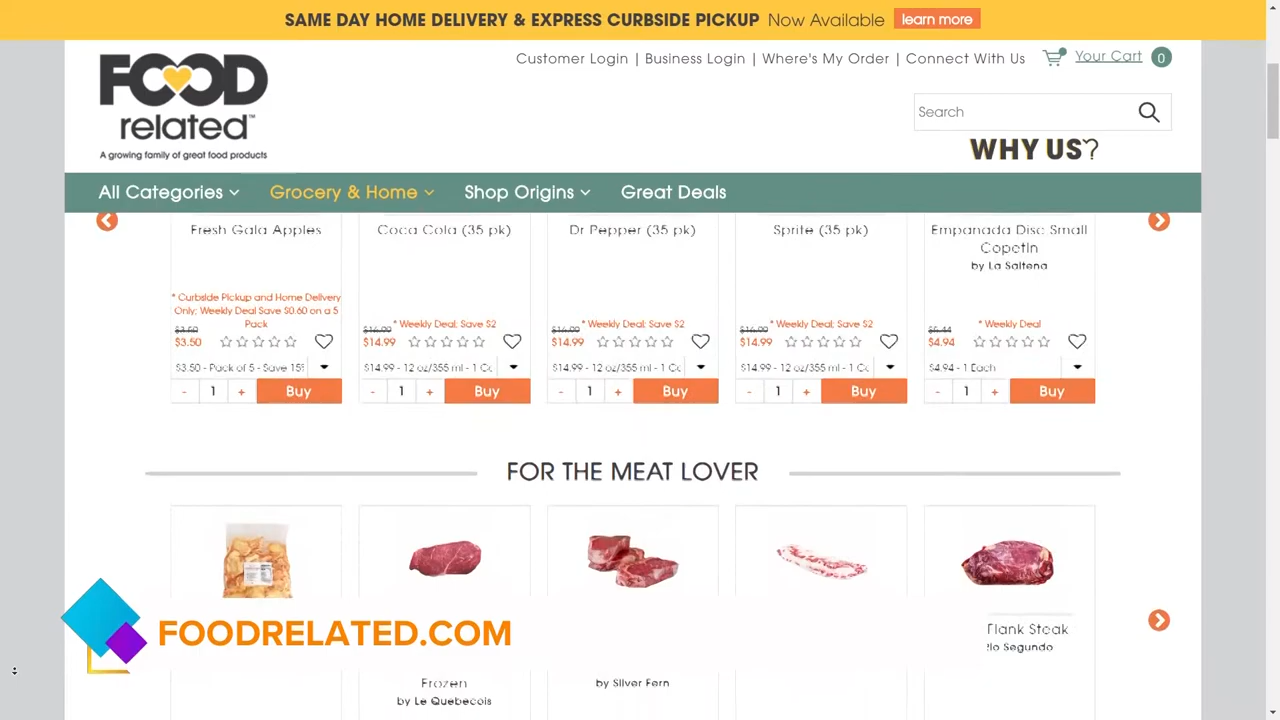 SAME DAY HOME DELIVERY & EXPRESS CURBSIDE PICKUP Now Available learn more
Customer Login | Business Login | Where's My Order | Connect With Us Your Cart 0
FOOD
related™
A growing family of great food products
Search
WHY US?
All Categories Grocery & Home Shop Origins Great Deals
Fresh Gala Apples Coca Cola (35 pk) Dr Pepper (35 pk) Sprite (35 pk) Empanada Disc Small
Copetin
by La Saltena
* Curbside Pickup and Home Delivery
Only; Weekly Deal Save $0.60 on a 5
Pack * Weekly Deal; Save $2 * Weekly Deal; Save $2 * Weekly Deal; Save $2 * Weekly Deal
$3.50 $14.99 $14.99 $14.99 $4.94
$3.50 - Pack of 5 - Save 15% $14.99 - 12 oz/355 ml - 1 Cc $14.99 - 12 oz/355 ml - 1 Cc $14.99 - 12 oz/355 ml - 1 Cc $4.94 - 1 Each
- 1 + Buy - 1 + Buy - 1 + Buy - 1 + Buy - 1 + Buy
FOR THE MEAT LOVER
FOODRELATED.COM
Flank Steak
Segundo
Frozen by Silver Fern
by Le Quebecois